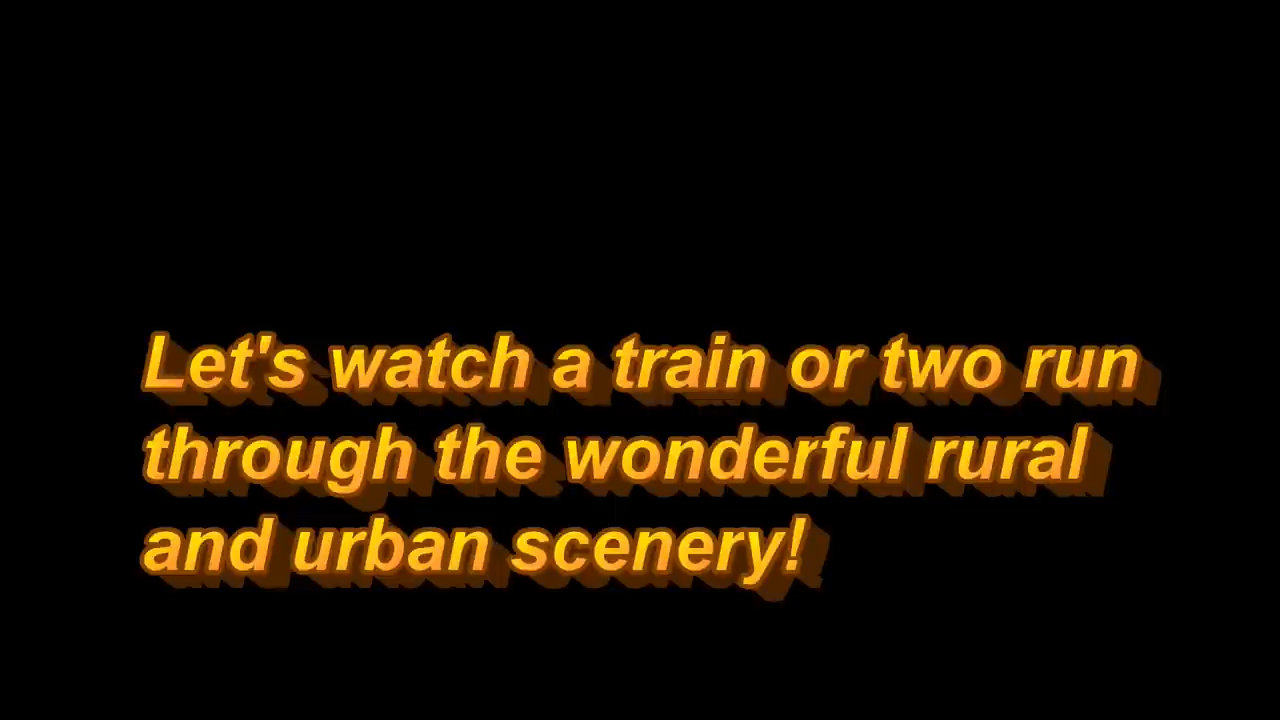 Let's watch a train or two run
through the wonderful rural
and urban scenery!